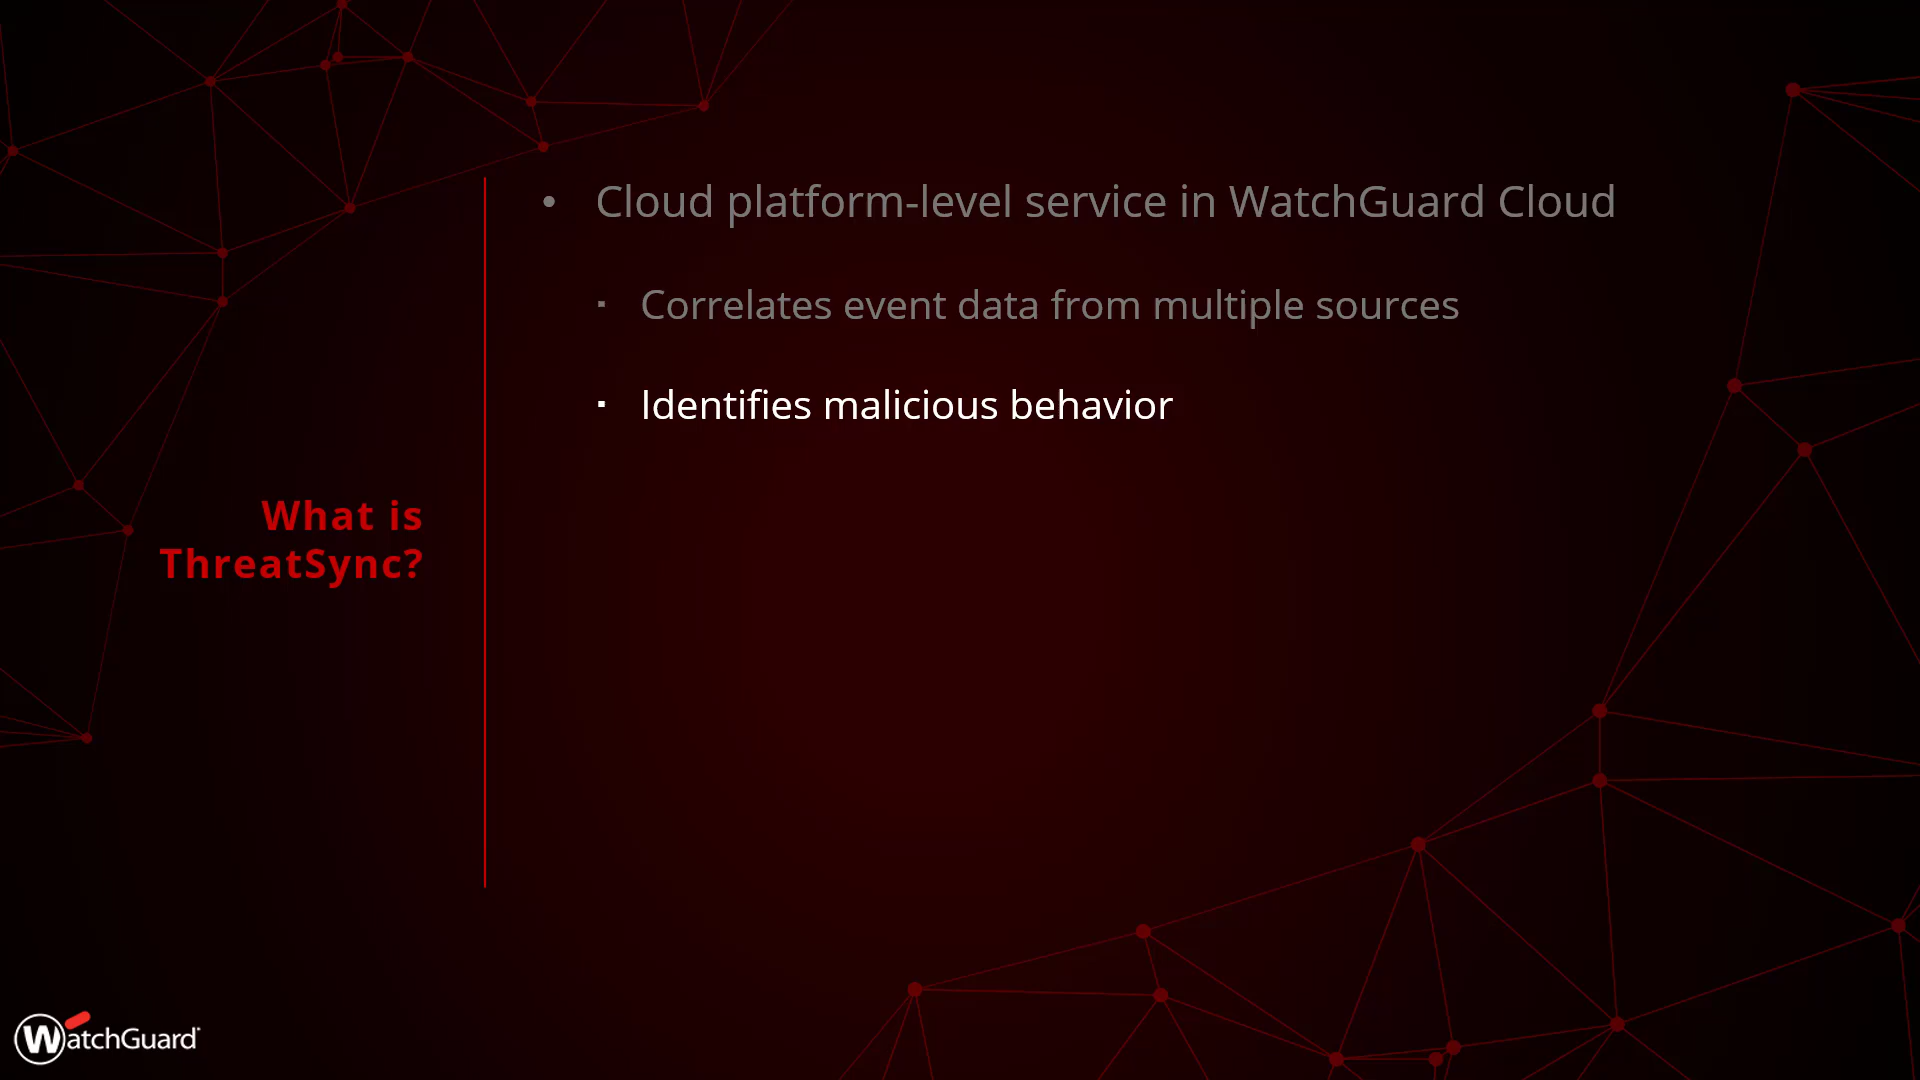 What is
ThreatSync?
• Cloud platform-level service in WatchGuard Cloud
▪ Correlates event data from multiple sources
▪ Identifies malicious behavior
WatchGuard